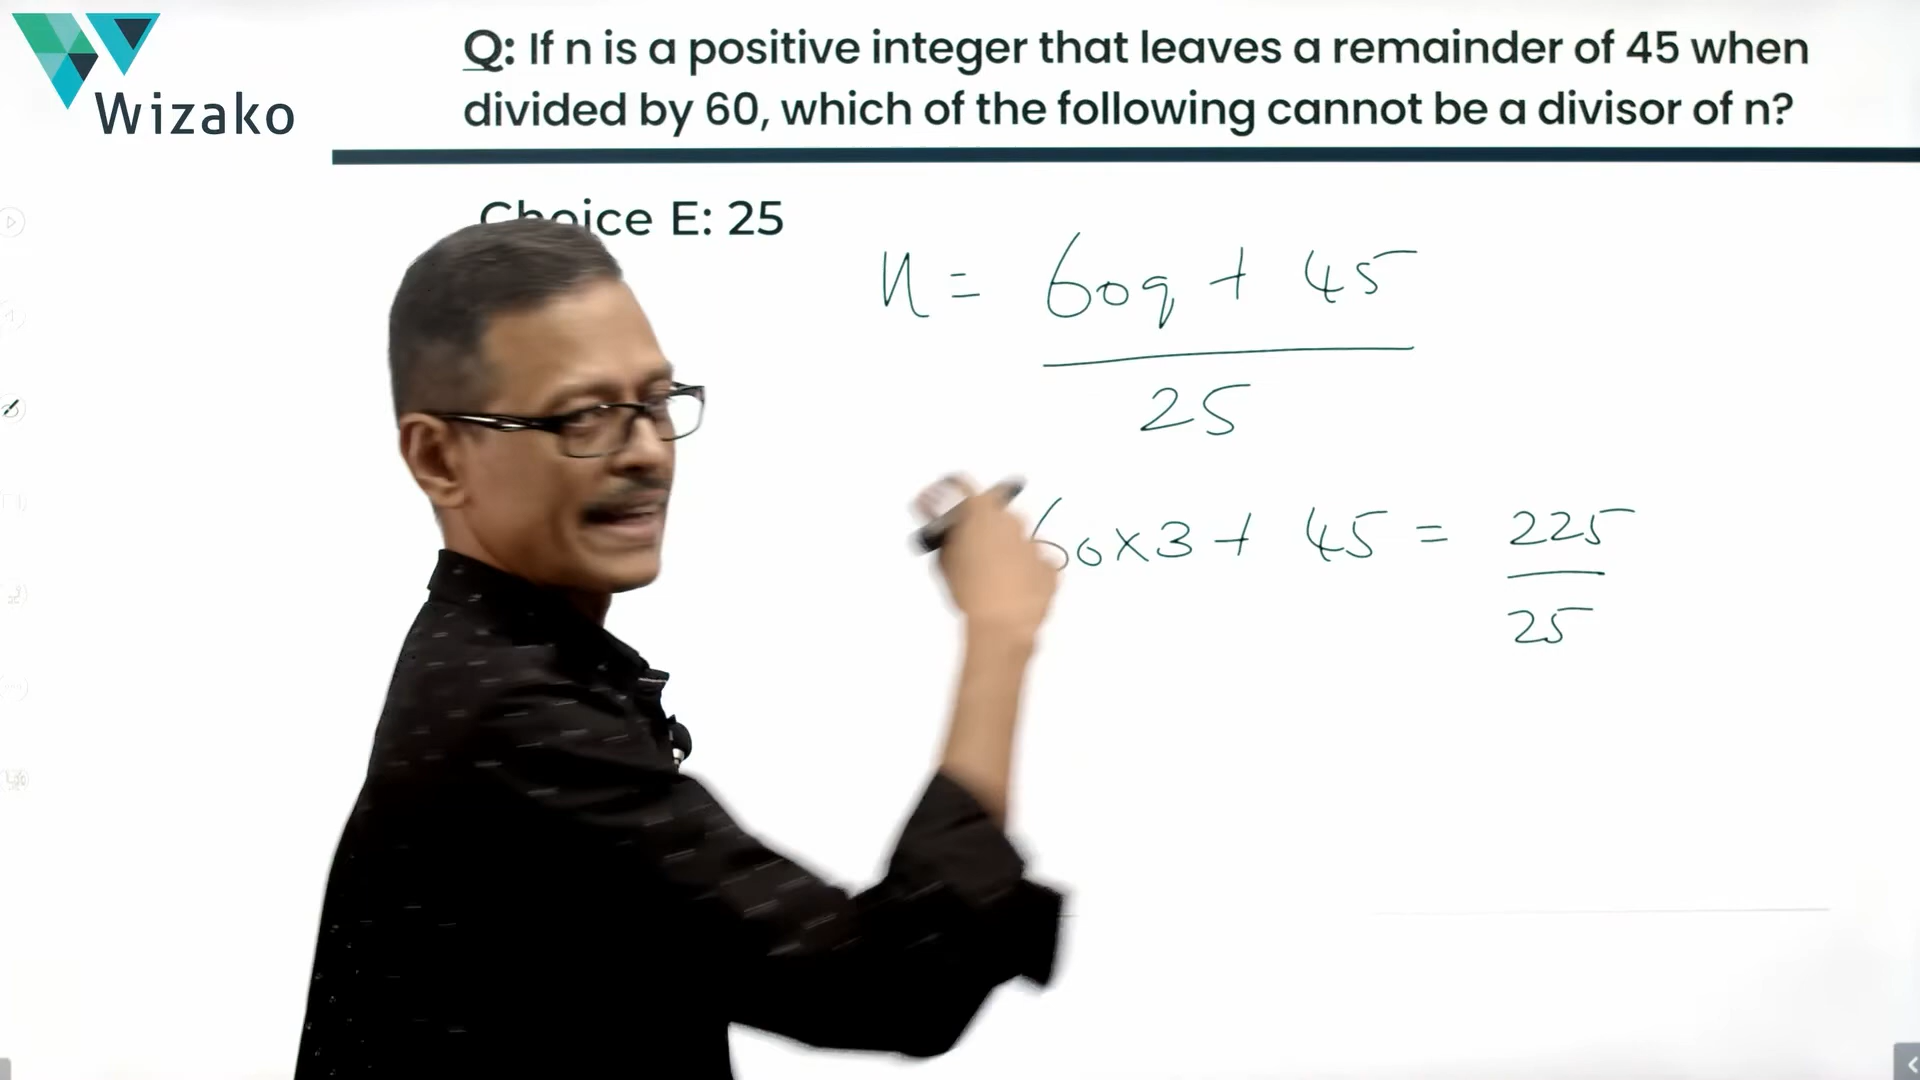 Wizako
Q: If n is a positive integer that leaves a remainder of 45 when
divided by 60, which of the following cannot be a divisor of n?
Choice E: 25
n = 60q + 45
25
60x3 + 45 = 225
25